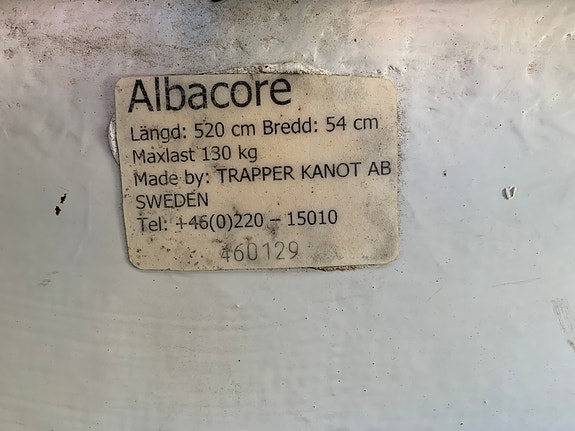 Albacore
Längd: 520 cm Bredd: 54 cm
Maxlast 130 kg
Made by: TRAPPER KANOT AB
SWEDEN
Tel: +46(0)220 – 15010
460129